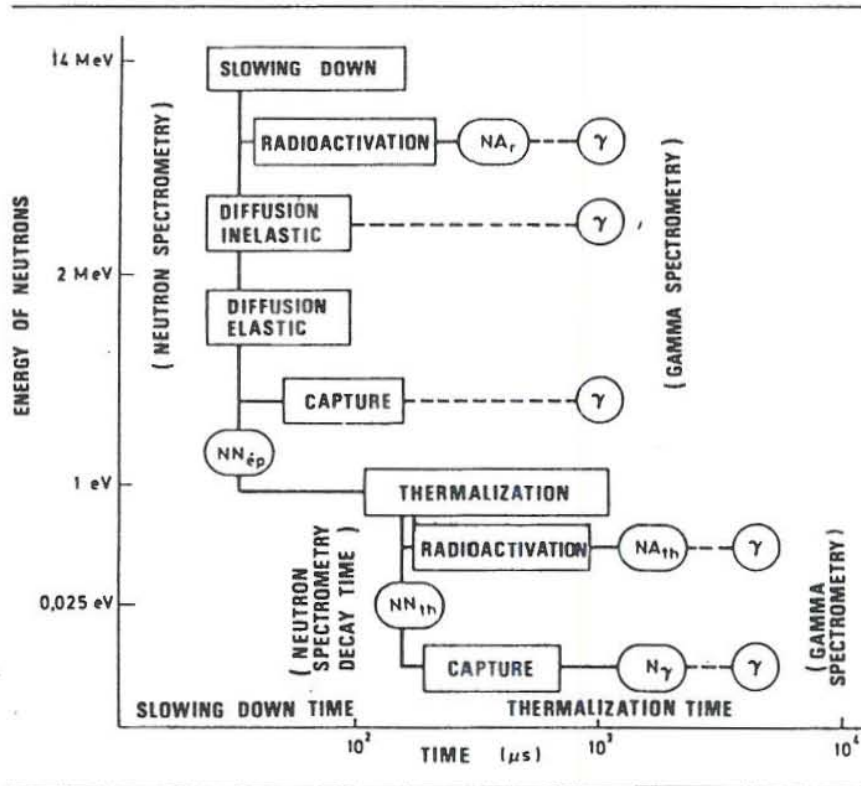 14 MeV
SLOWING DOWN
RADIOACTIVATION
NAr
γ
DIFFUSION
INELASTIC
γ
2 MeV
DIFFUSION
ELASTIC
CAPTURE
γ
NNép
1 eV
THERMALIZATION
RADIOACTIVATION
NAth
γ
0,025 eV
NNth
CAPTURE
Nγ
γ
ENERGY OF NEUTRONS
( NEUTRON SPECTROMETRY )
( GAMMA SPECTROMETRY )
( NEUTRON
SPECTROMETRY
DECAY TIME )
( GAMMA
SPECTROMETRY )
SLOWING DOWN TIME
THERMALIZATION TIME
10²
10³
10⁴
TIME (μs)